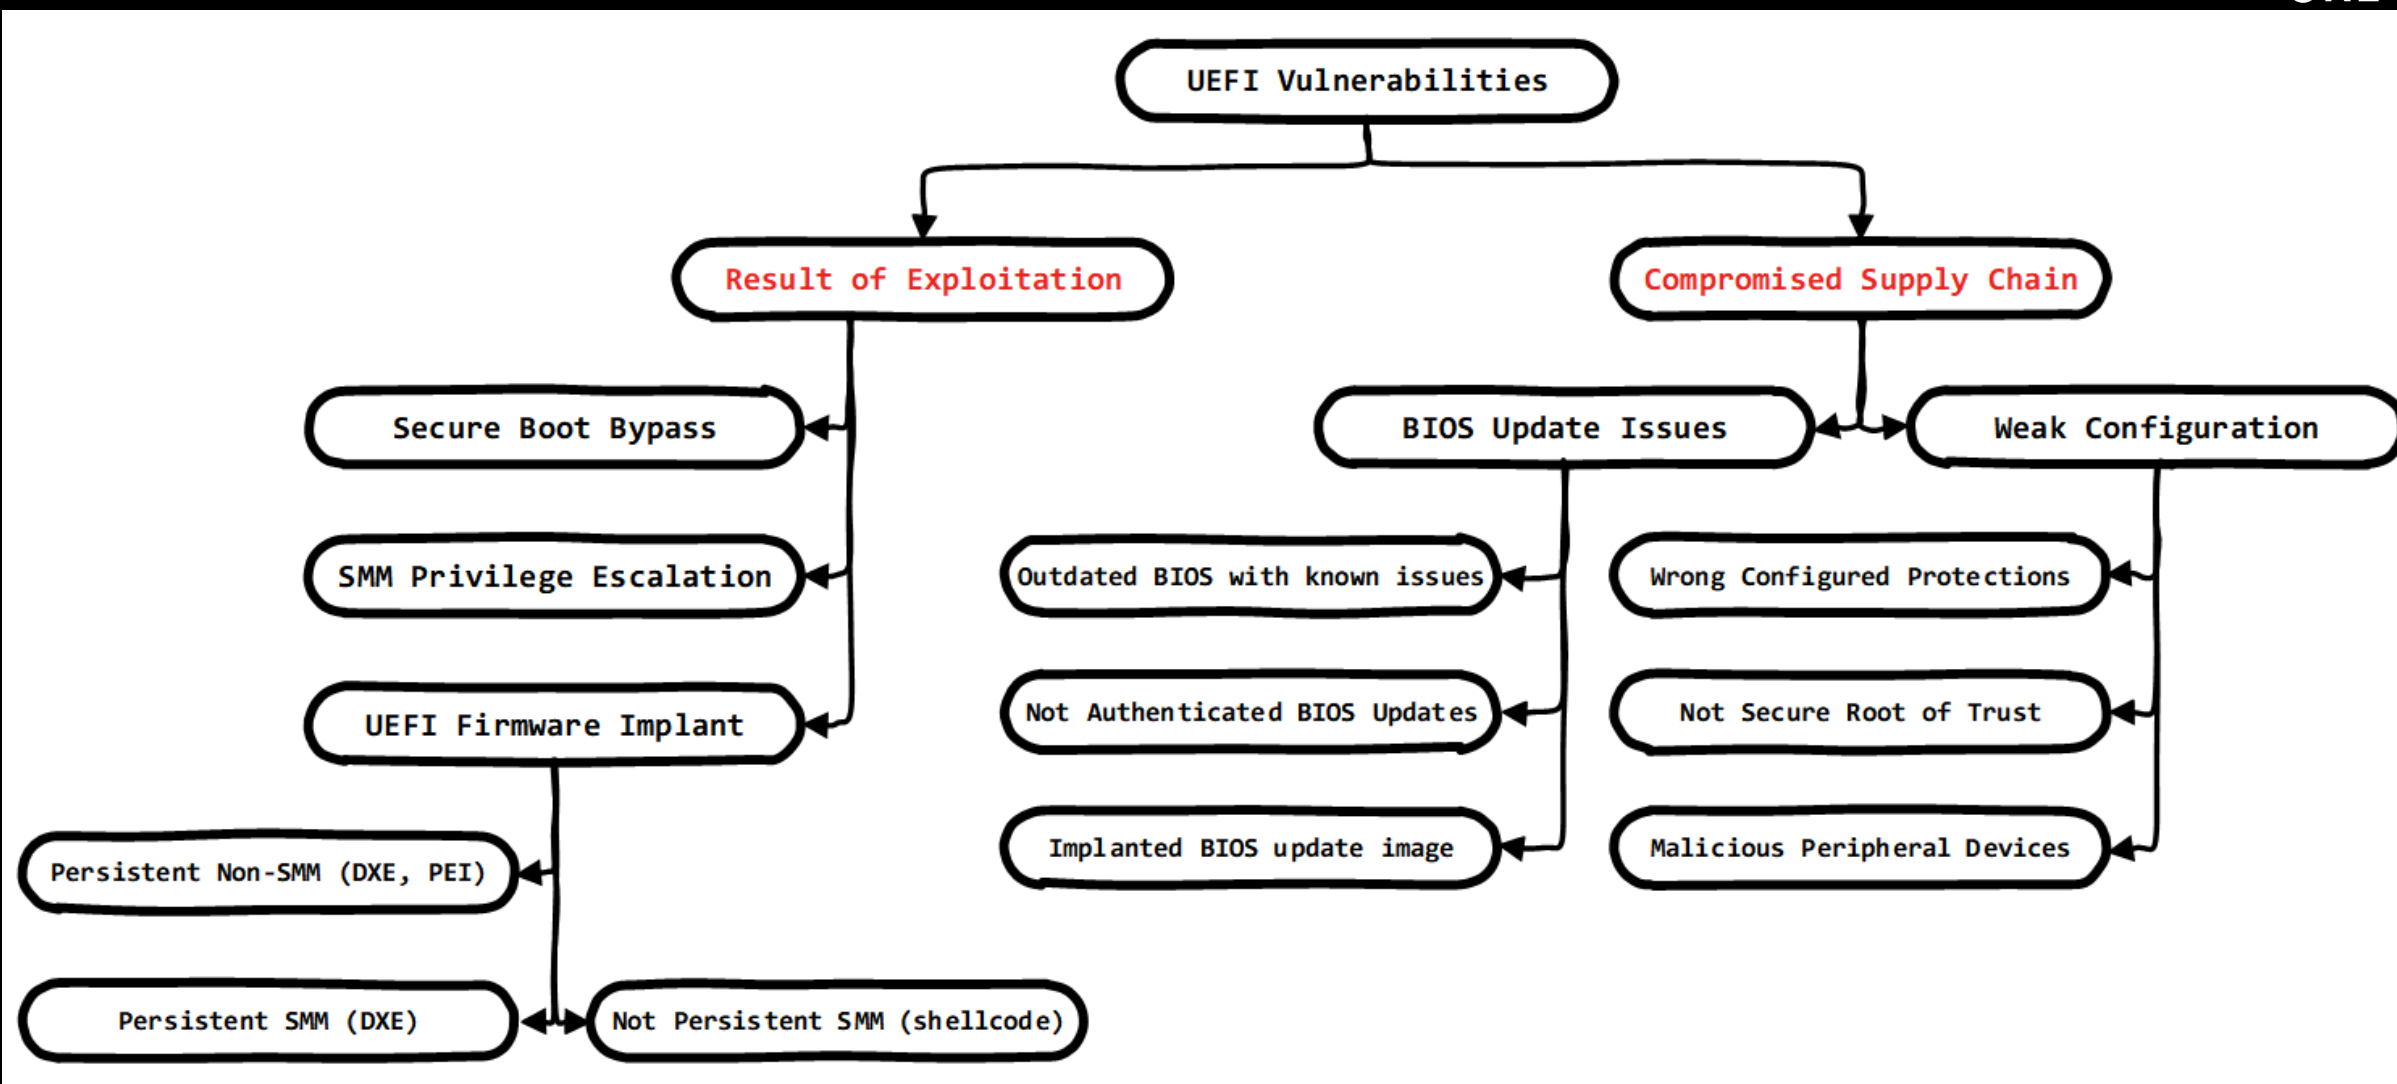 UEFI Vulnerabilities
Result of Exploitation
Compromised Supply Chain
Secure Boot Bypass
BIOS Update Issues
Weak Configuration
SMM Privilege Escalation
Outdated BIOS with known issues
Wrong Configured Protections
UEFI Firmware Implant
Not Authenticated BIOS Updates
Not Secure Root of Trust
Implanted BIOS update image
Malicious Peripheral Devices
Persistent Non-SMM (DXE, PEI)
Persistent SMM (DXE)
Not Persistent SMM (shellcode)